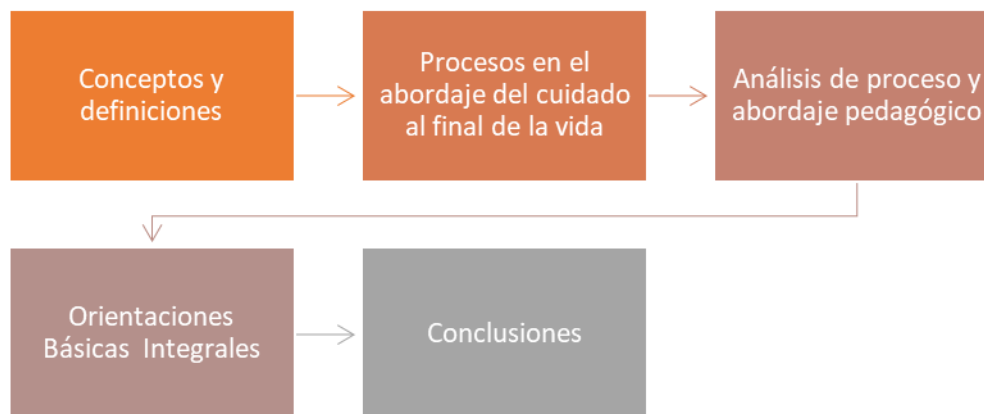 Conceptos y
definiciones
Procesos en el
abordaje del cuidado
al final de la vida
Análisis de proceso y
abordaje pedagógico
Orientaciones
Básicas  Integrales
Conclusiones